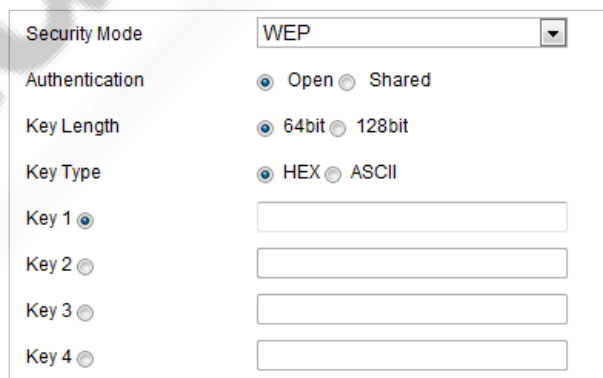 Security Mode WEP
Authentication Open Shared
Key Length 64bit 128bit
Key Type HEX ASCII
Key 1
Key 2
Key 3
Key 4